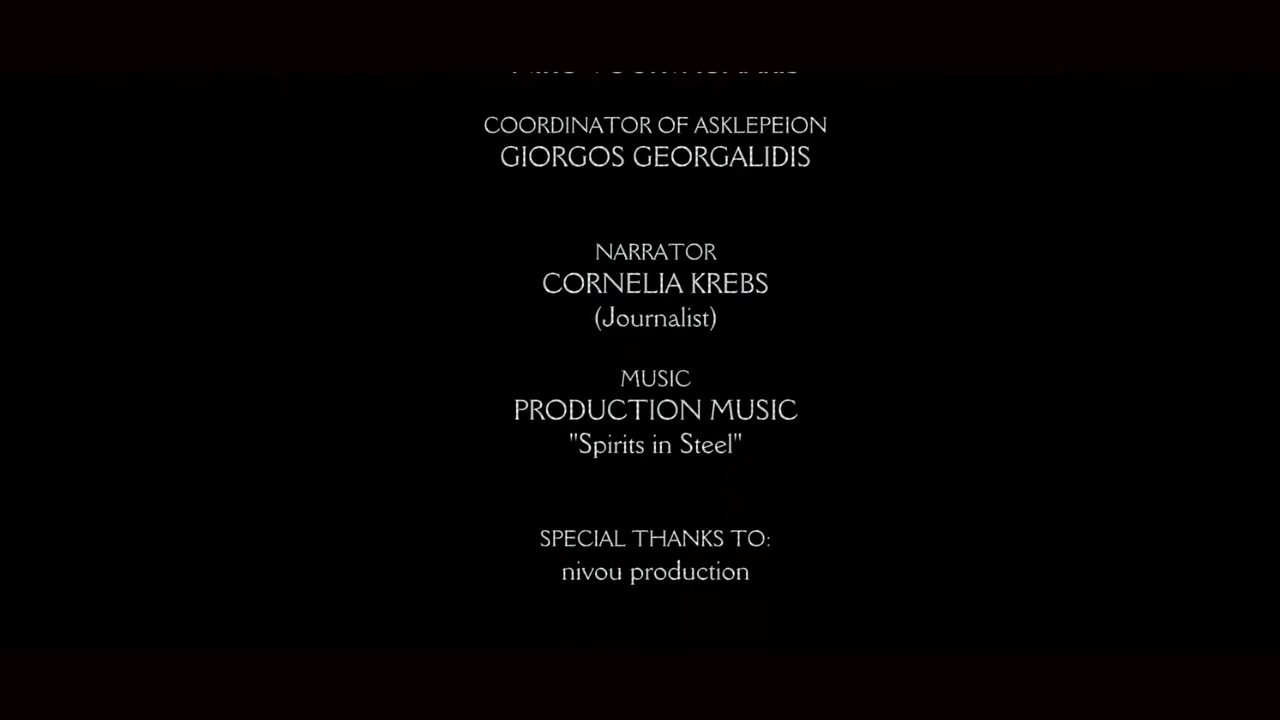 COORDINATOR OF ASKLEPEION
GIORGOS GEORGALIDIS
NARRATOR
CORNELIA KREBS
(Journalist)
MUSIC
PRODUCTION MUSIC
"Spirits in Steel"
SPECIAL THANKS TO:
nivou production